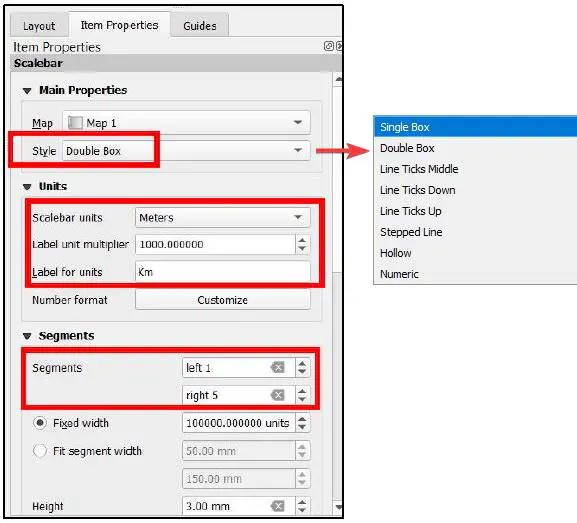 Layout Item Properties Guides
Item Properties
Scalebar
Main Properties
Map Map 1
Style Double Box
Units
Scalebar units Meters
Label unit multiplier 1000.000000
Label for units Km
Number format Customize
Segments
Segments left 1
right 5
Fixed width 100000.000000 units
Fit segment width 50.00 mm
150.00 mm
Height 3.00 mm
Single Box
Double Box
Line Ticks Middle
Line Ticks Down
Line Ticks Up
Stepped Line
Hollow
Numeric